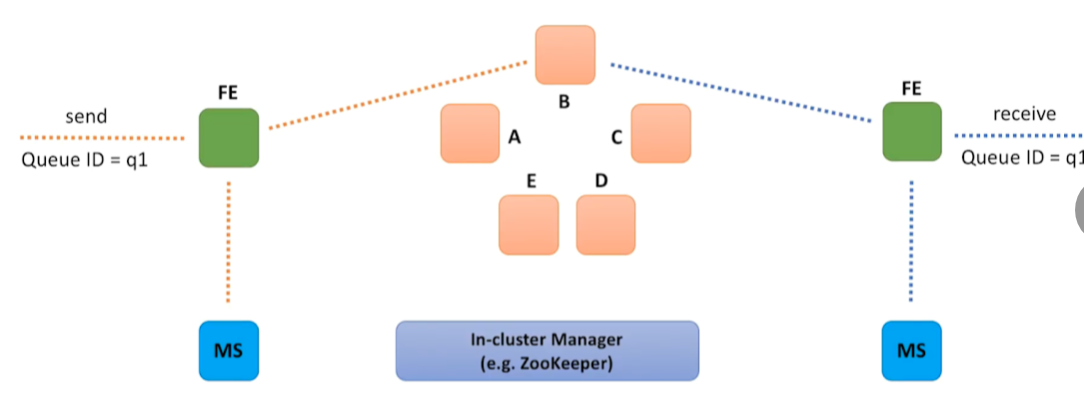 FE
send
Queue ID = q1
MS
B
A
C
E
D
In-cluster Manager
(e.g. ZooKeeper)
FE
receive
Queue ID = q1
MS